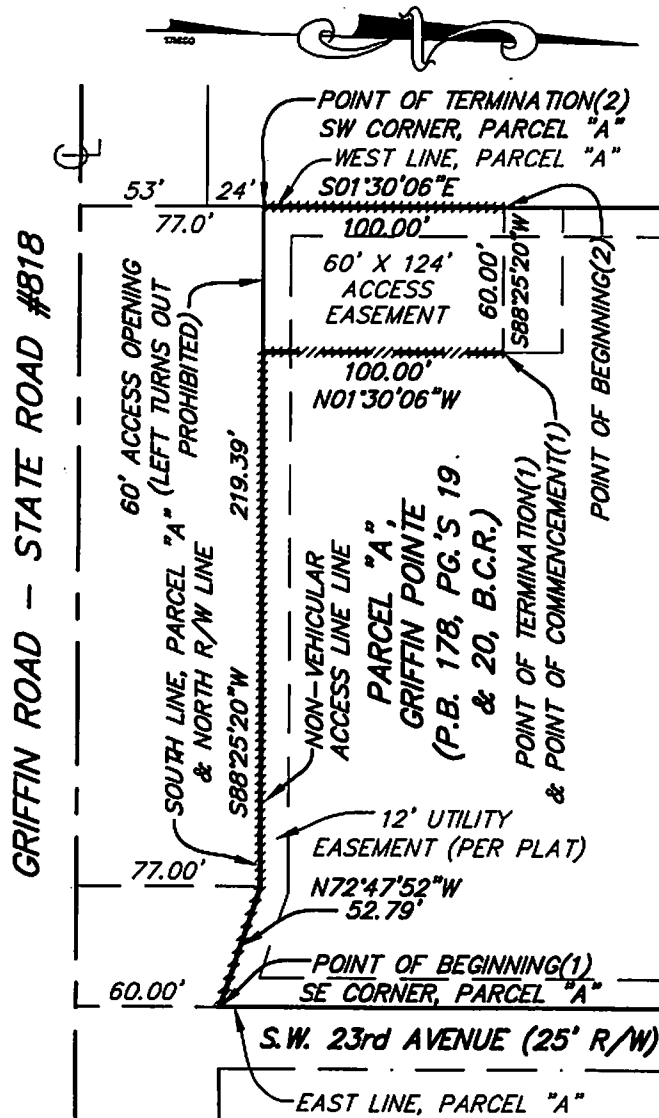 POINT OF TERMINATION(2)
SW CORNER, PARCEL "A"
WEST LINE, PARCEL "A"
S01°30'06"E
53'
24'
77.0'
100.00'
60' X 124'
ACCESS
EASEMENT
60.00'
S88°25'20"W
POINT OF BEGINNING(2)
100.00'
N01°30'06"W
GRIFFIN ROAD – STATE ROAD #818
60' ACCESS OPENING
(LEFT TURNS OUT
PROHIBITED)
219.39'
SOUTH LINE, PARCEL "A"
& NORTH R/W LINE
S88°25'20"W
NON-VEHICULAR
ACCESS LINE LINE
PARCEL "A",
GRIFFIN POINTE
(P.B. 178, PG.'S 19
& 20, B.C.R.)
POINT OF TERMINATION(1)
& POINT OF COMMENCEMENT(1)
12' UTILITY
EASEMENT (PER PLAT)
77.00'
N72°47'52"W
52.79'
POINT OF BEGINNING(1)
SE CORNER, PARCEL "A"
60.00'
S.W. 23rd AVENUE (25' R/W)
EAST LINE, PARCEL "A"